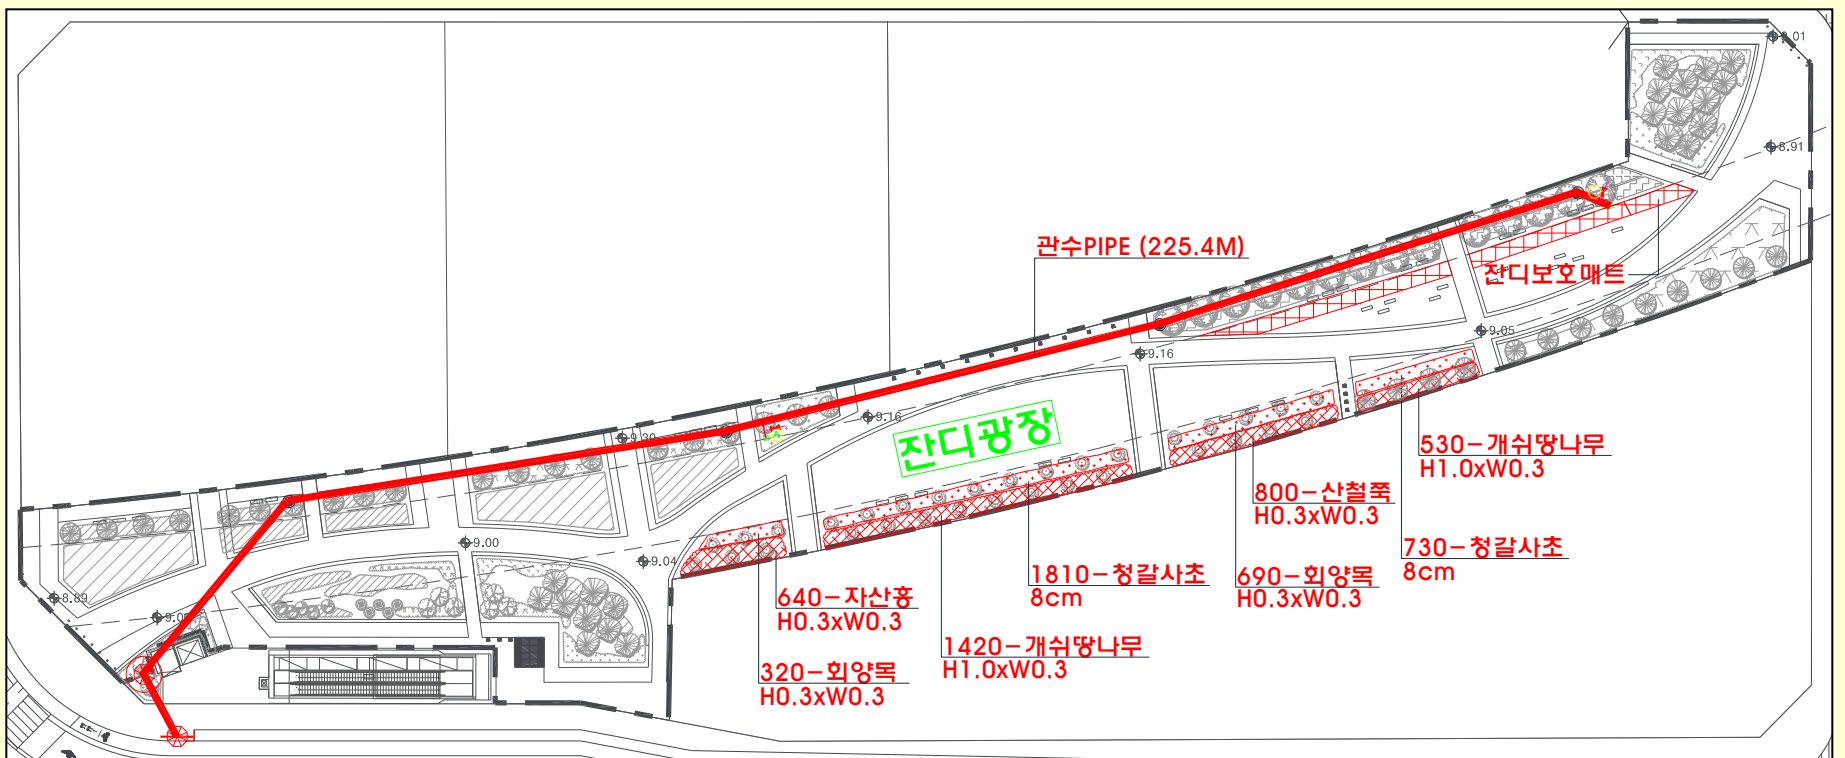 9.01
8.91
관수PIPE (225.4M)
잔디보호매트
9.05
9.16
9.16
9.30
잔디광장
530-개쉬땅나무
H1.0xW0.3
800-산철쭉
H0.3xW0.3
730-청갈사초
8cm
9.00
9.04
1810-청갈사초
8cm
690-회양목
H0.3xW0.3
640-자산홍
H0.3xW0.3
8.89
1420-개쉬땅나무
H1.0xW0.3
320-회양목
H0.3xW0.3